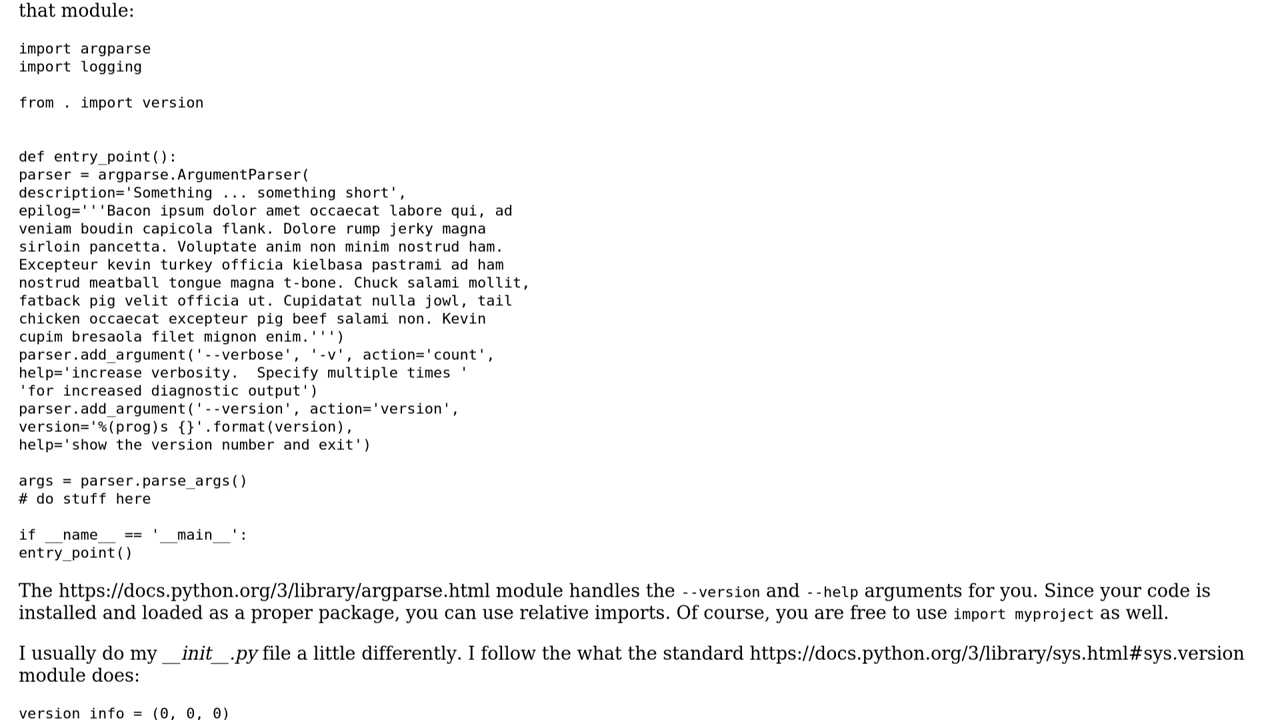 that module:
import argparse
import logging
from . import version
def entry_point():
parser = argparse.ArgumentParser(
description='Something ... something short',
epilog='''Bacon ipsum dolor amet occaecat labore qui, ad
veniam boudin capicola flank. Dolore rump jerky magna
sirloin pancetta. Voluptate anim non minim nostrud ham.
Excepteur kevin turkey officia kielbasa pastrami ad ham
nostrud meatball tongue magna t-bone. Chuck salami mollit,
fatback pig velit officia ut. Cupidatat nulla jowl, tail
chicken occaecat excepteur pig beef salami non. Kevin
cupim bresaola filet mignon enim.''')
parser.add_argument('--verbose', '-v', action='count',
help='increase verbosity.  Specify multiple times '
'for increased diagnostic output')
parser.add_argument('--version', action='version',
version='%(prog)s {}'.format(version),
help='show the version number and exit')
args = parser.parse_args()
# do stuff here
if __name__ == '__main__':
entry_point()
The https://docs.python.org/3/library/argparse.html module handles the --version and --help arguments for you. Since your code is
installed and loaded as a proper package, you can use relative imports. Of course, you are free to use import myproject as well.
I usually do my __init__.py file a little differently. I follow the what the standard https://docs.python.org/3/library/sys.html#sys.version
module does:
version_info = (0, 0, 0)